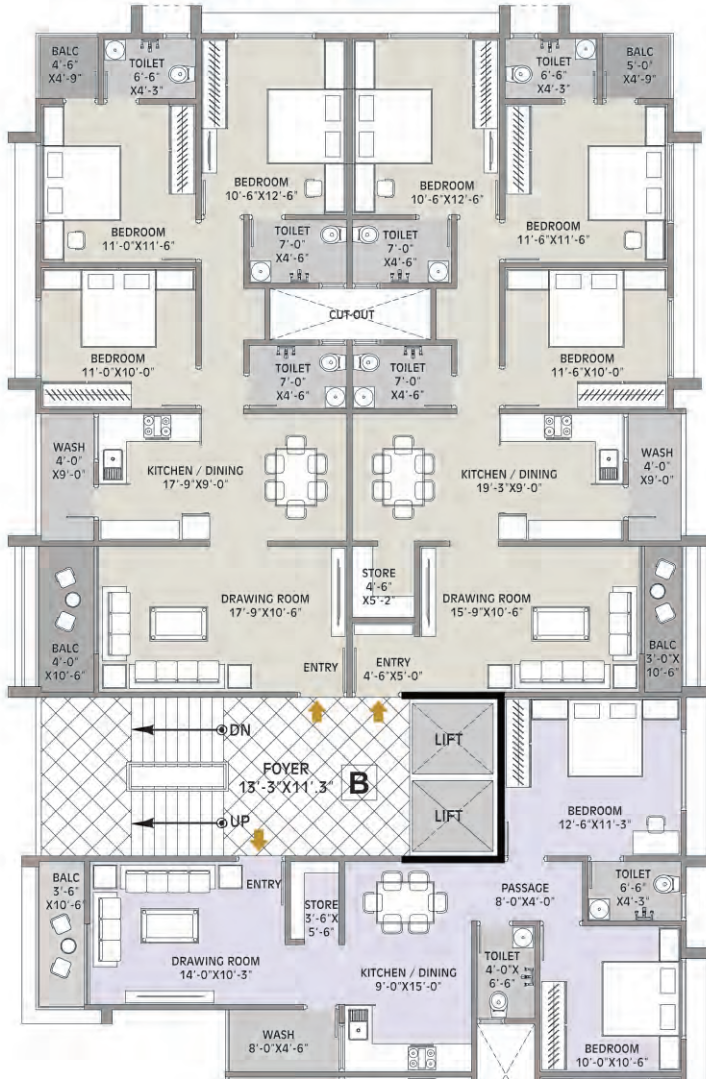 BALC
4'-6"
X4'-9"
TOILET
6'-6"
X4'-3"
TOILET
6'-6"
X4'-3"
BALC
5'-0"
X4'-9"
BEDROOM
10'-6"X12'-6"
BEDROOM
10'-6"X12'-6"
BEDROOM
11'-0"X11'-6"
BEDROOM
11'-6"X11'-6"
TOILET
7'-0"
X4'-6"
TOILET
7'-0"
X4'-6"
CUT-OUT
BEDROOM
11'-0"X10'-0"
BEDROOM
11'-6"X10'-0"
TOILET
7'-0"
X4'-6"
TOILET
7'-0"
X4'-6"
WASH
4'-0"
X9'-0"
KITCHEN / DINING
17'-9"X9'-0"
KITCHEN / DINING
19'-3"X9'-0"
WASH
4'-0"
X9'-0"
STORE
4'-6"
X5'-2"
DRAWING ROOM
17'-9"X10'-6"
DRAWING ROOM
15'-9"X10'-6"
BALC
4'-0"
X10'-6"
BALC
3'-0"X
10'-6"
ENTRY
ENTRY
4'-6"X5'-0"
DN
LIFT
FOYER
13'-3"X11'.3"
B
UP
LIFT
BEDROOM
12'-6"X11'-3"
BALC
3'-6"
X10'-6"
ENTRY
STORE
3'-6"X
5'-6"
PASSAGE
8'-0"X4'-0"
TOILET
6'-6"
X4'-3"
DRAWING ROOM
14'-0"X10'-3"
KITCHEN / DINING
9'-0"X15'-0"
TOILET
4'-0"X
6'-6"
WASH
8'-0"X4'-6"
BEDROOM
10'-0"X10'-6"